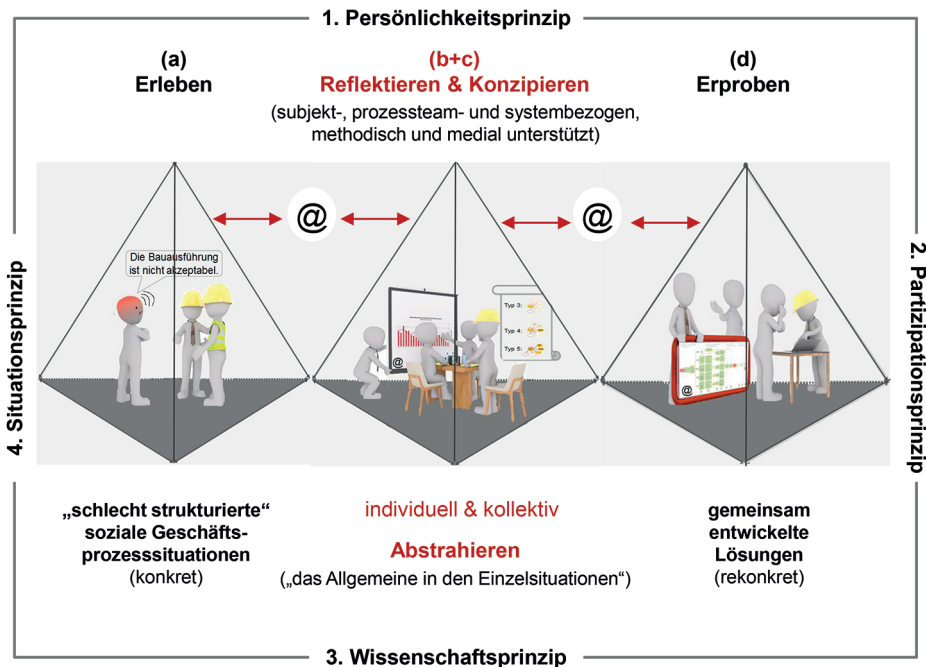 1. Persönlichkeitsprinzip
(a)
Erleben
(b+c)
Reflektieren & Konzipieren
(subjekt-, prozessteam- und systembezogen,
methodisch und medial unterstützt)
(d)
Erproben
@
@
Die Bauausführung
ist nicht akzeptabel.
@
Typ 3:
Typ 4:
Typ 5:
@
4. Situationsprinzip
2. Partizipationsprinzip
„schlecht strukturierte“
soziale Geschäfts-
prozesssituationen
(konkret)
individuell & kollektiv
Abstrahieren
(„das Allgemeine in den Einzelsituationen“)
gemeinsam
entwickelte
Lösungen
(rekonkret)
3. Wissenschaftsprinzip